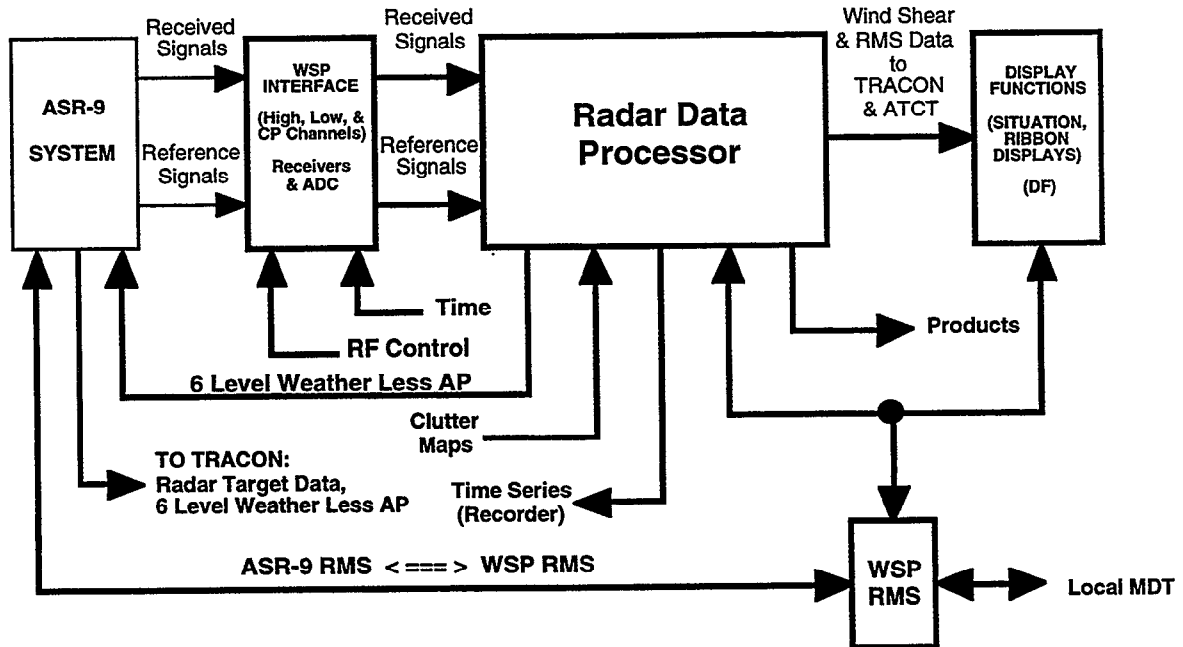 Received
Signals
ASR-9
SYSTEM
Reference
Signals
WSP
INTERFACE
(High, Low, &
CP Channels)
Receivers
& ADC
Received
Signals
Reference
Signals
Radar Data
Processor
Wind Shear
& RMS Data
to
TRACON
& ATCT
DISPLAY
FUNCTIONS
(SITUATION,
RIBBON
DISPLAYS)
(DF)
Time
RF Control
6 Level Weather Less AP
Products
Clutter
Maps
TO TRACON:
Radar Target Data,
6 Level Weather Less AP
Time Series
(Recorder)
ASR-9 RMS < === > WSP RMS
WSP
RMS
Local MDT